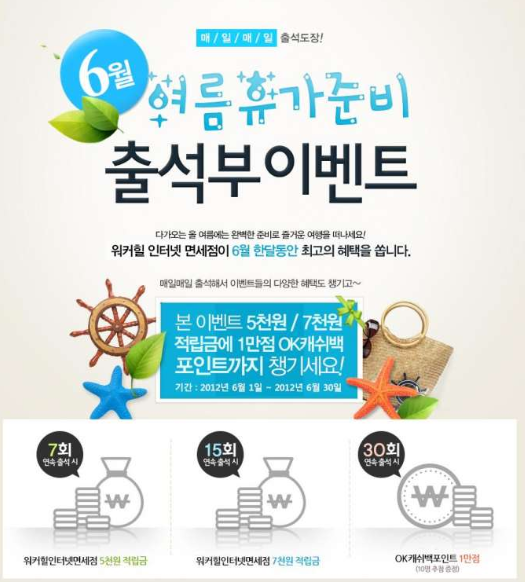 매/일/매/일 출석도장!
6월
여름휴가준비
출석부이벤트
다가오는 올 여름에는 완벽한 준비로 즐거운 여행을 떠나세요!
워커힐 인터넷 면세점이 6월 한달동안 최고의 혜택을 쏩니다.
매일매일 출석해서 이벤트들의 다양한 혜택도 챙기고~
본 이벤트 5천원 / 7천원
적립금에 1만점 OK캐쉬백
포인트까지 챙기세요!
기간 : 2012년 6월 1일 ~ 2012년 6월 30일
7회
연속 출석 시
워커힐인터넷면세점 5천원 적립금
15회
연속 출석 시
워커힐인터넷면세점 7천원 적립금
30회
연속 출석 시
OK캐쉬백포인트 1만점
(10명 추첨 증정)